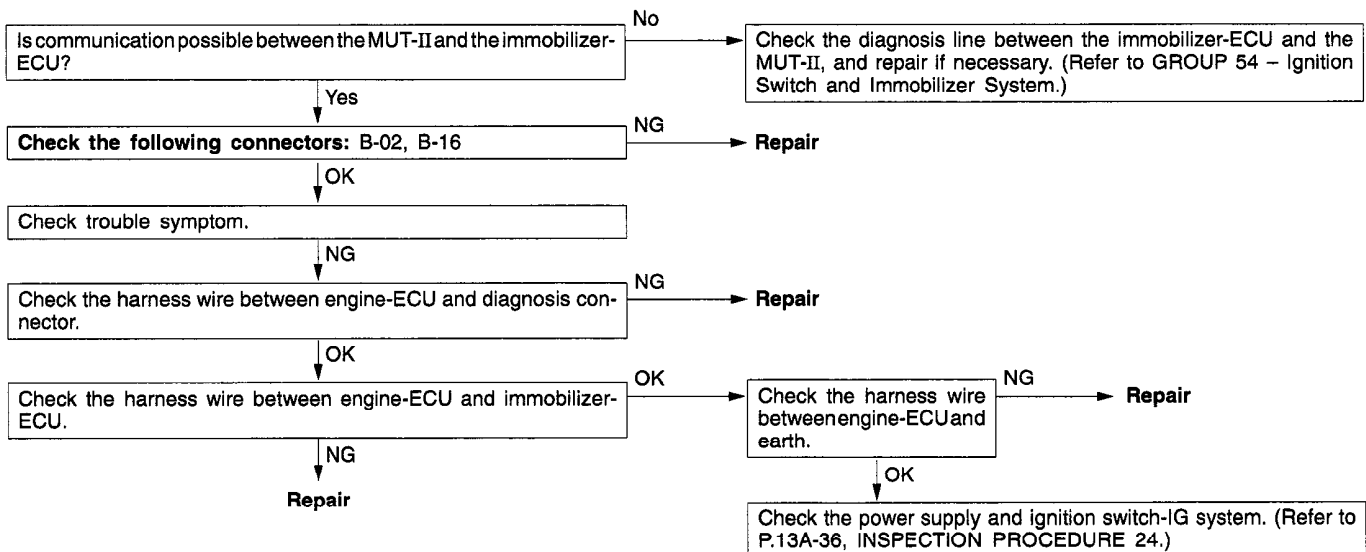 Is communication possible between the MUT-II and the immobilizer-
ECU?
No
Check the diagnosis line between the immobilizer-ECU and the
MUT-II, and repair if necessary. (Refer to GROUP 54 – Ignition
Switch and Immobilizer System.)
Yes
Check the following connectors: B-02, B-16
NG
Repair
OK
Check trouble symptom.
NG
Check the harness wire between engine-ECU and diagnosis con-
nector.
NG
Repair
OK
Check the harness wire between engine-ECU and immobilizer-
ECU.
OK
Check the harness wire
between engine-ECU and
earth.
NG
Repair
NG
Repair
OK
Check the power supply and ignition switch-IG system. (Refer to
P.13A-36, INSPECTION PROCEDURE 24.)